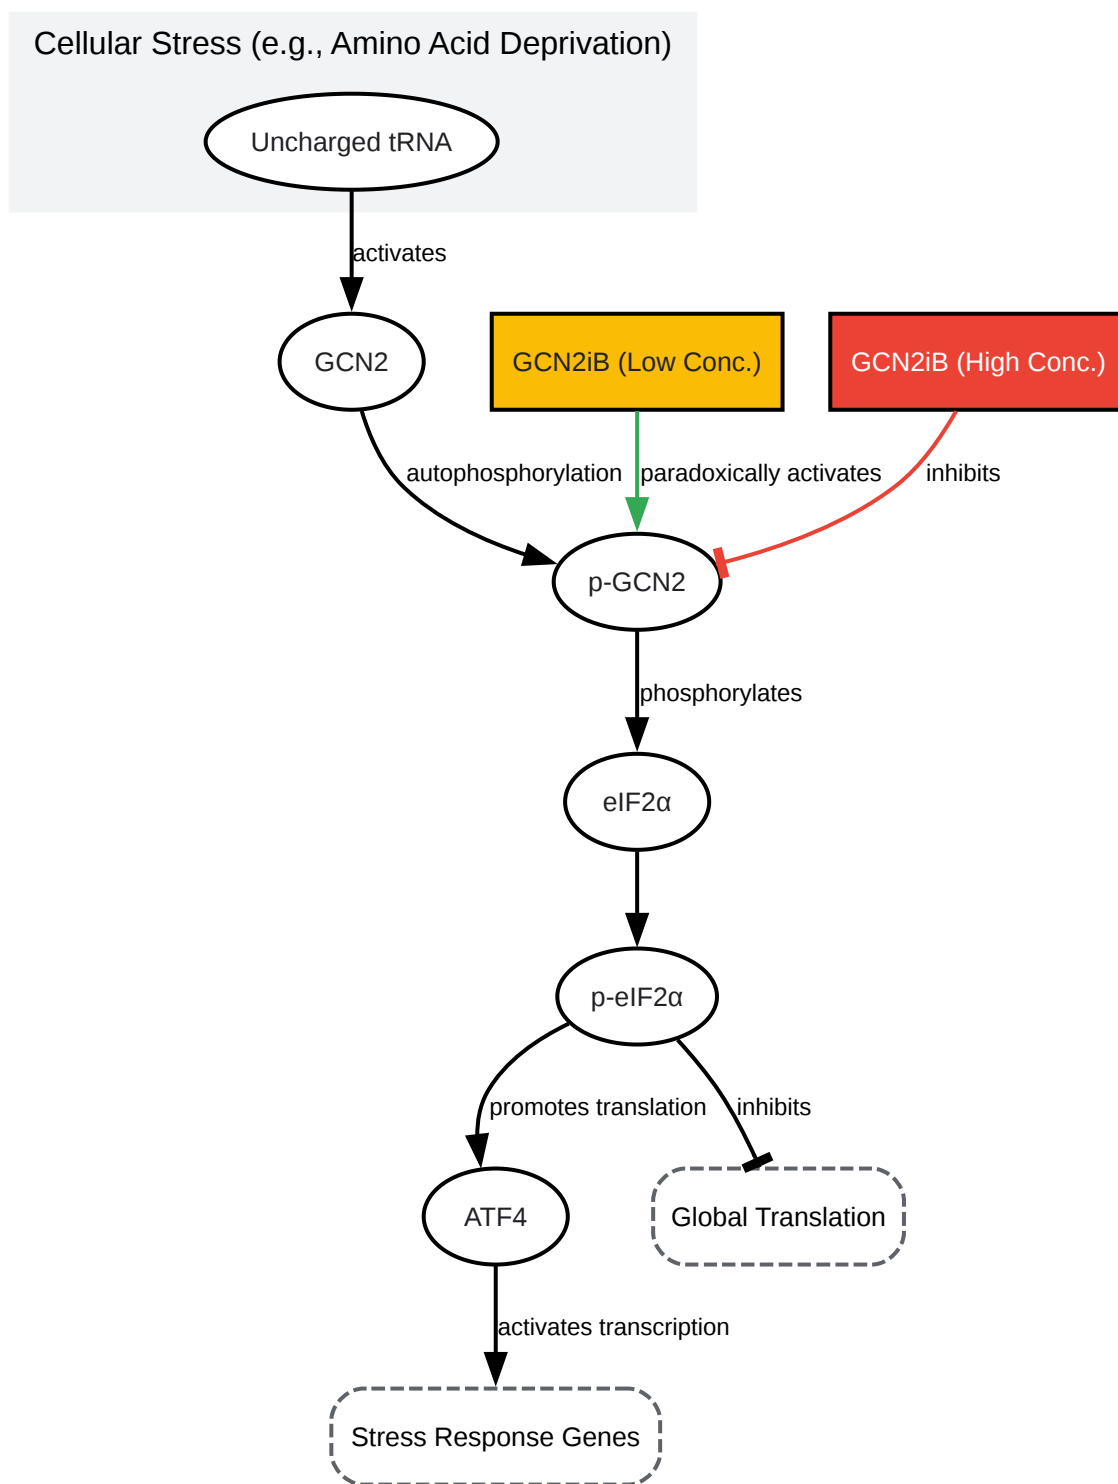 Cellular Stress (e.g., Amino Acid Deprivation)
Uncharged tRNA
activates
GCN2
GCN2iB (Low Conc.)
GCN2iB (High Conc.)
autophosphorylation
paradoxically activates
inhibits
p-GCN2
phosphorylates
eIF2α
p-eIF2α
promotes translation
inhibits
ATF4
Global Translation
activates transcription
Stress Response Genes